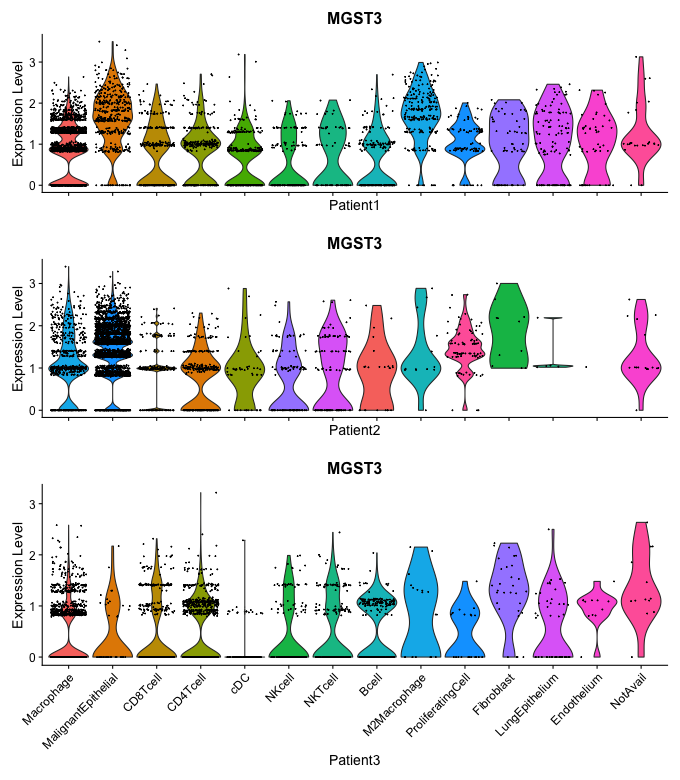 MGST3
Expression Level
3
2
1
0
Patient1
MGST3
Expression Level
3
2
1
0
Patient2
MGST3
Expression Level
3
2
1
0
Macrophage
MalignantEpithelial
CD8Tcell
CD4Tcell
cDC
NKcell
NKTcell
Bcell
M2Macrophage
ProliferatingCell
Fibroblast
LungEpithelium
Endothelium
NotAvail
Patient3